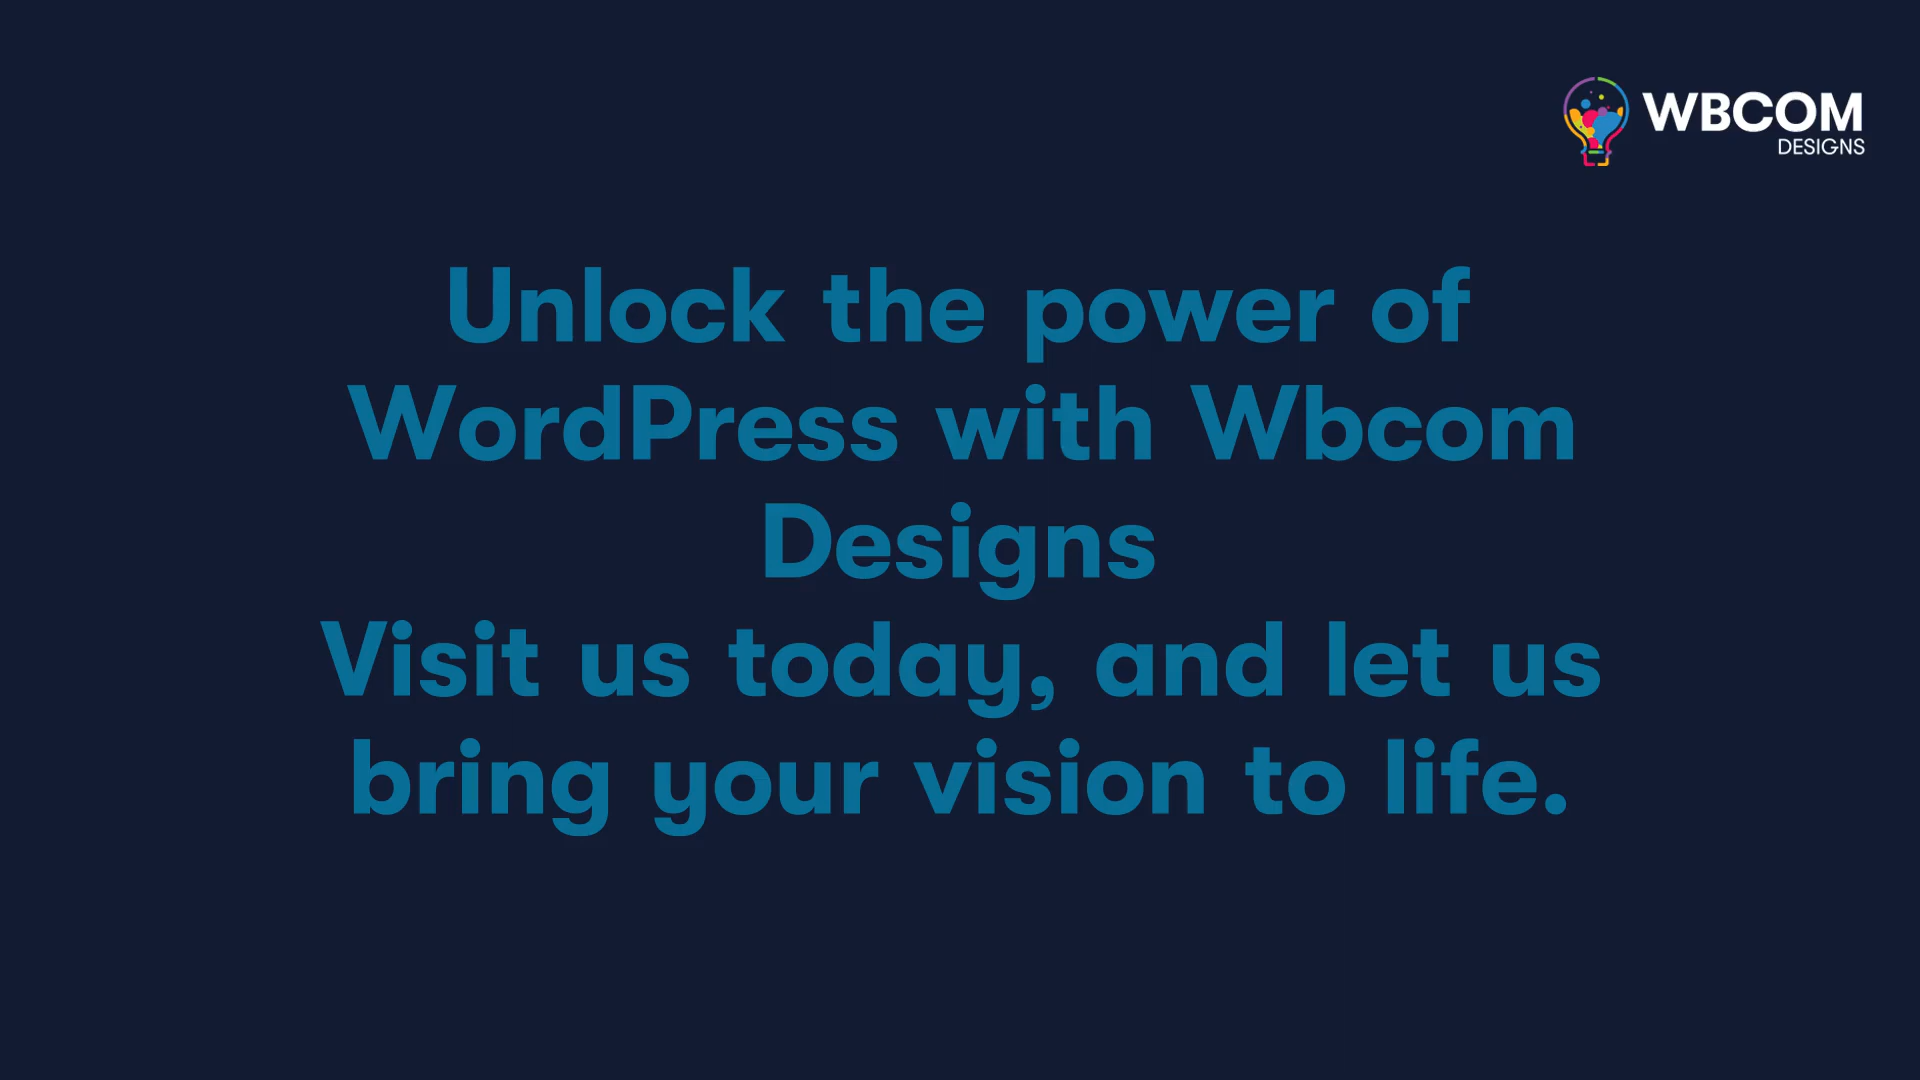 WBCOM
DESIGNS
Unlock the power of
WordPress with Wbcom
Designs
Visit us today, and let us
bring your vision to life.